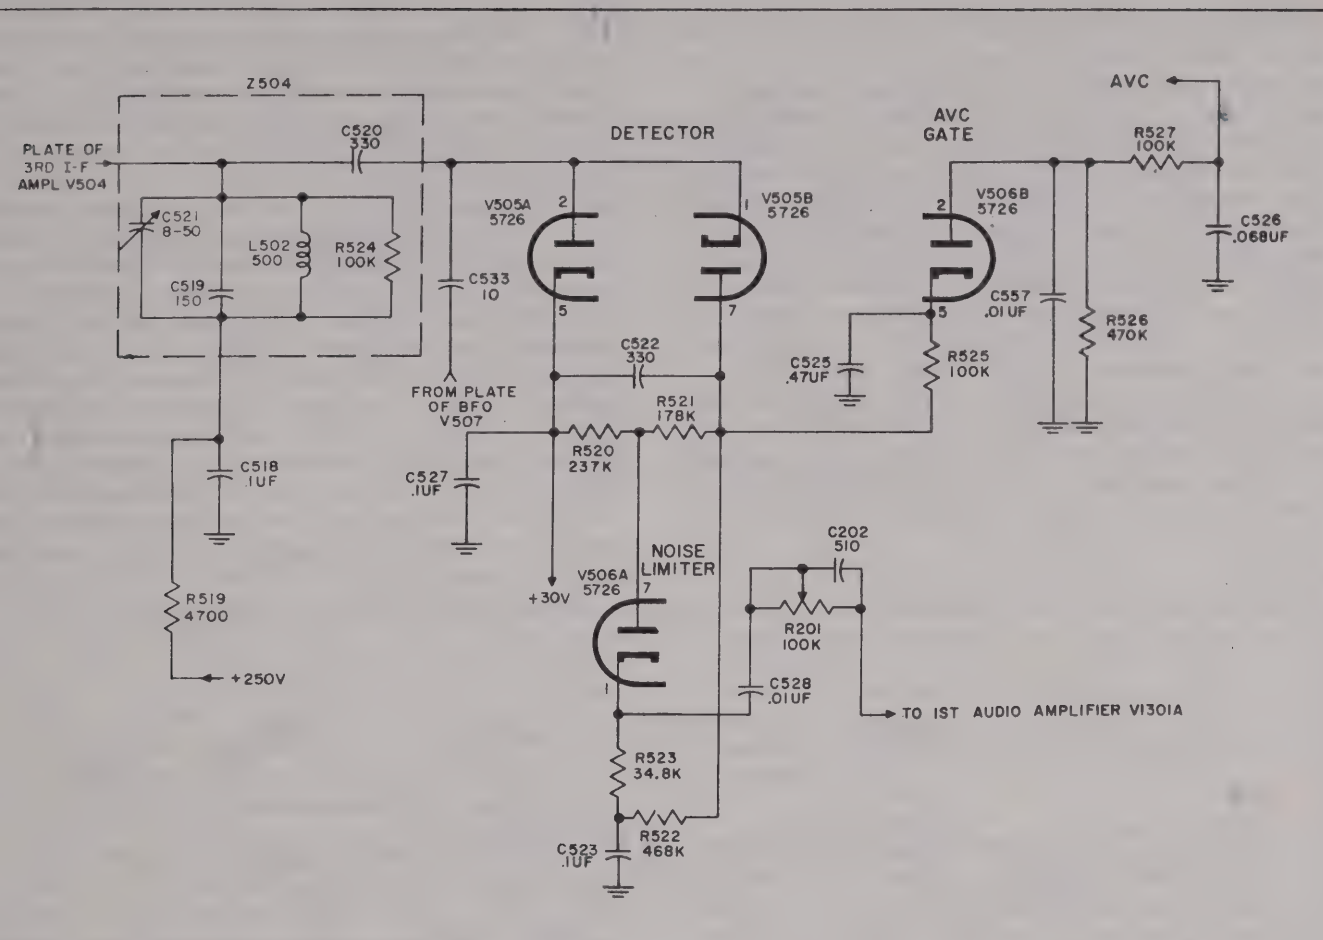 Z504
PLATE OF
3RD I-F
AMPL V504
C520
330
DETECTOR
AVC
GATE
AVC
R527
100K
C521
8-50
L502
500
R524
100K
C519
150
C533
10
V505A
5726
2
5
V505B
5726
1
7
V506B
5726
2
5
C526
.068UF
C557
.01UF
R526
470K
C525
.47UF
R525
100K
C522
330
R521
178K
R520
237K
FROM PLATE
OF BFO
V507
C527
.1UF
C518
.1UF
R519
4700
+250V
+30V
NOISE
LIMITER
V506A
5726
7
1
C202
510
R201
100K
C528
.01UF
TO 1ST AUDIO AMPLIFIER V1301A
R523
34.8K
R522
468K
C523
.1UF